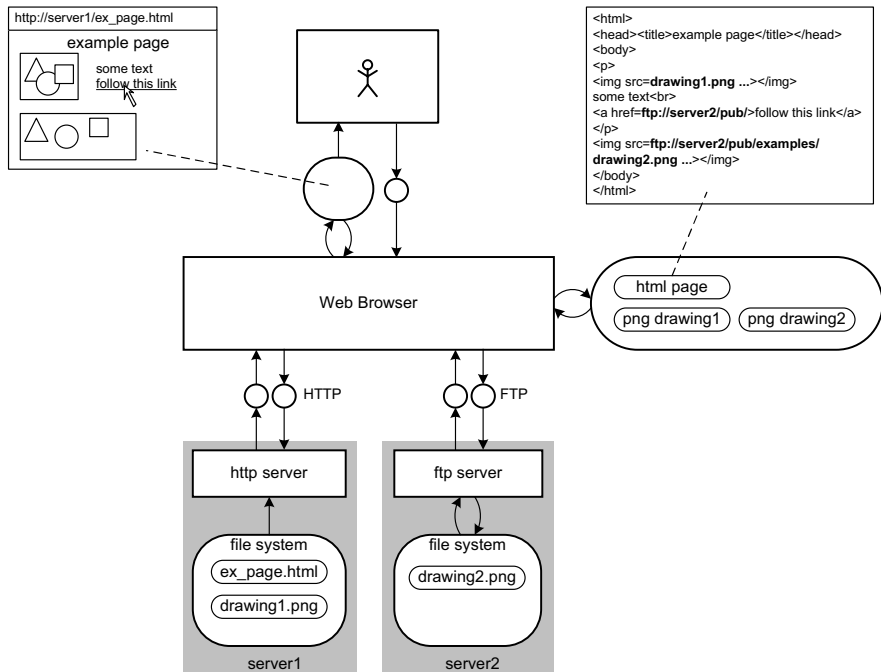 http://server1/ex_page.html
example page
some text
follow this link
<html>
<head><title>example page</title></head>
<body>
<p>
<img src=drawing1.png ...></img>
some text<br>
<a href=ftp://server2/pub/>follow this link</a>
</p>
<img src=ftp://server2/pub/examples/
drawing2.png ...></img>
</body>
</html>
Web Browser
html page
png drawing1
png drawing2
HTTP
FTP
http server
ftp server
file system
ex_page.html
drawing1.png
server1
file system
drawing2.png
server2